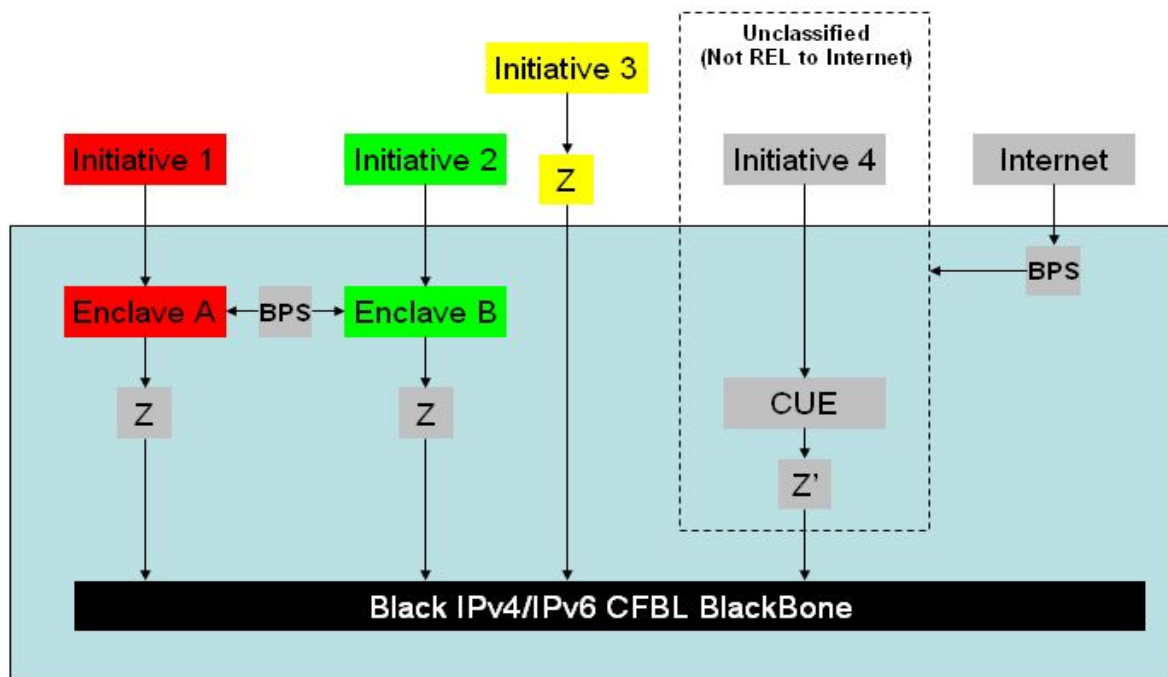 Unclassified
(Not REL to Internet)
Initiative 3
Initiative 1
Initiative 2
Z
Initiative 4
Internet
BPS
Enclave A
BPS
Enclave B
Z
Z
CUE
Z’
Black IPv4/IPv6 CFBL BlackBone